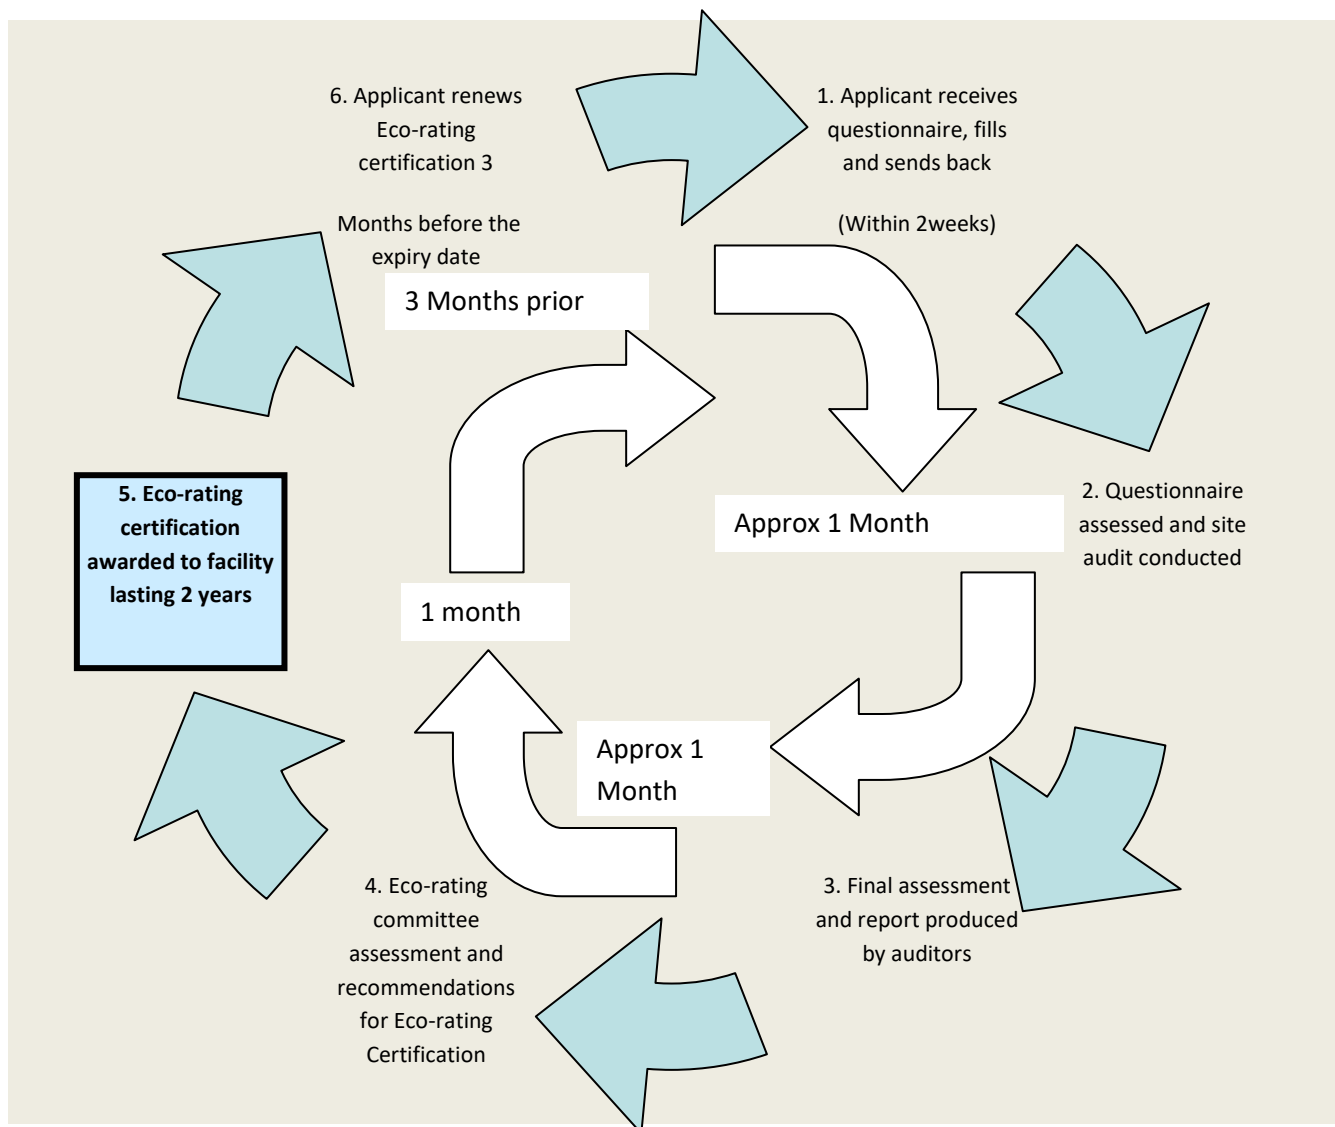 6. Applicant renews
Eco-rating
certification 3
Months before the
expiry date
3 Months prior
1. Applicant receives
questionnaire, fills
and sends back
(Within 2weeks)
Approx 1 Month
2. Questionnaire
assessed and site
audit conducted
5. Eco-rating
certification
awarded to facility
lasting 2 years
1 month
Approx 1
Month
4. Eco-rating
committee
assessment and
recommendations
for Eco-rating
Certification
3. Final assessment
and report produced
by auditors